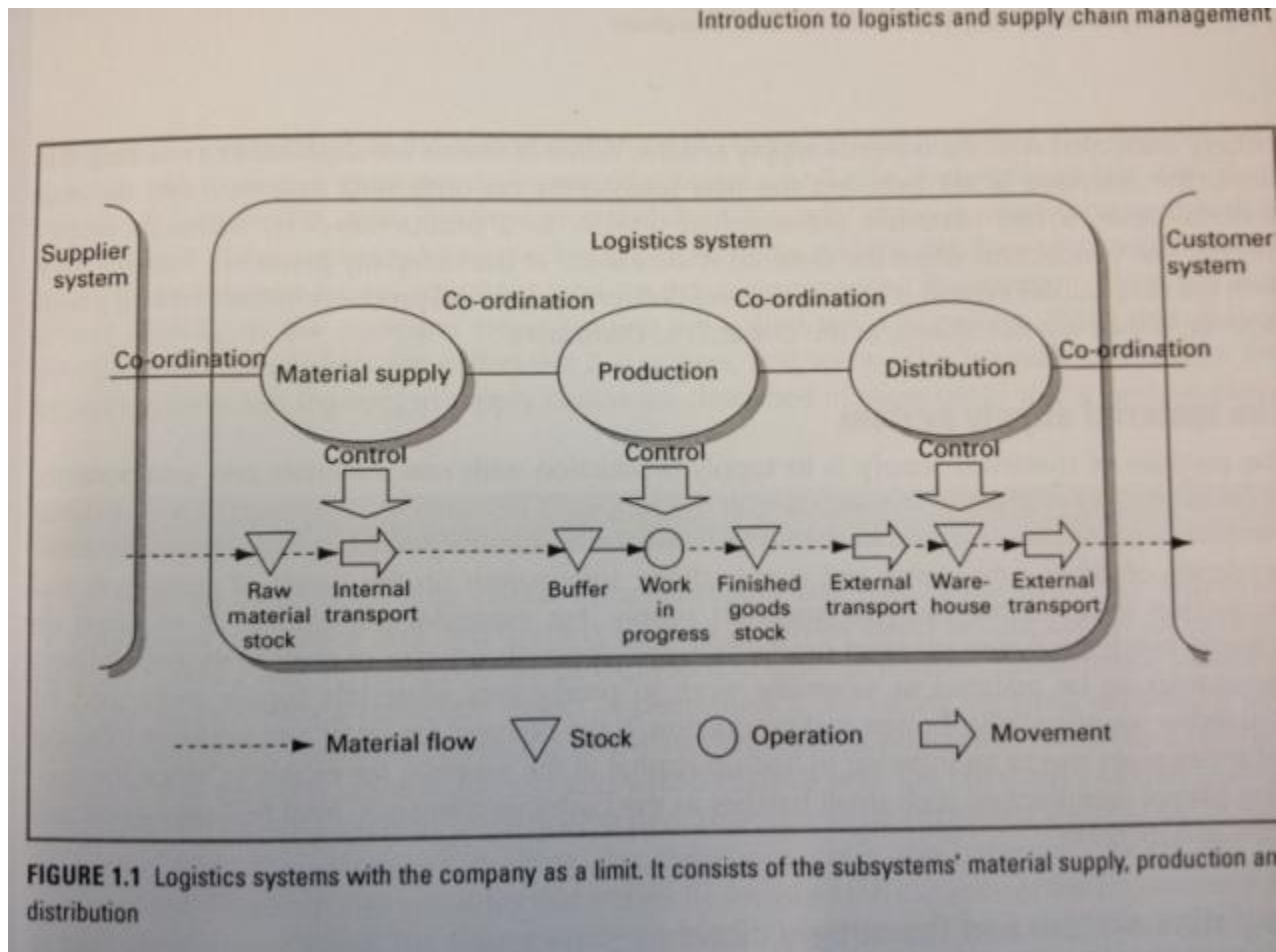 Introduction to logistics and supply chain management
Supplier
system
Logistics system
Customer
system
Co-ordination
Co-ordination
Co-ordination
Co-ordination
Material supply
Production
Distribution
Control
Control
Control
Raw
material
stock
Internal
transport
Buffer
Work
in
progress
Finished
goods
stock
External
transport
Ware-
house
External
transport
Material flow
Stock
Operation
Movement
FIGURE 1.1 Logistics systems with the company as a limit. It consists of the subsystems' material supply, production
distribution